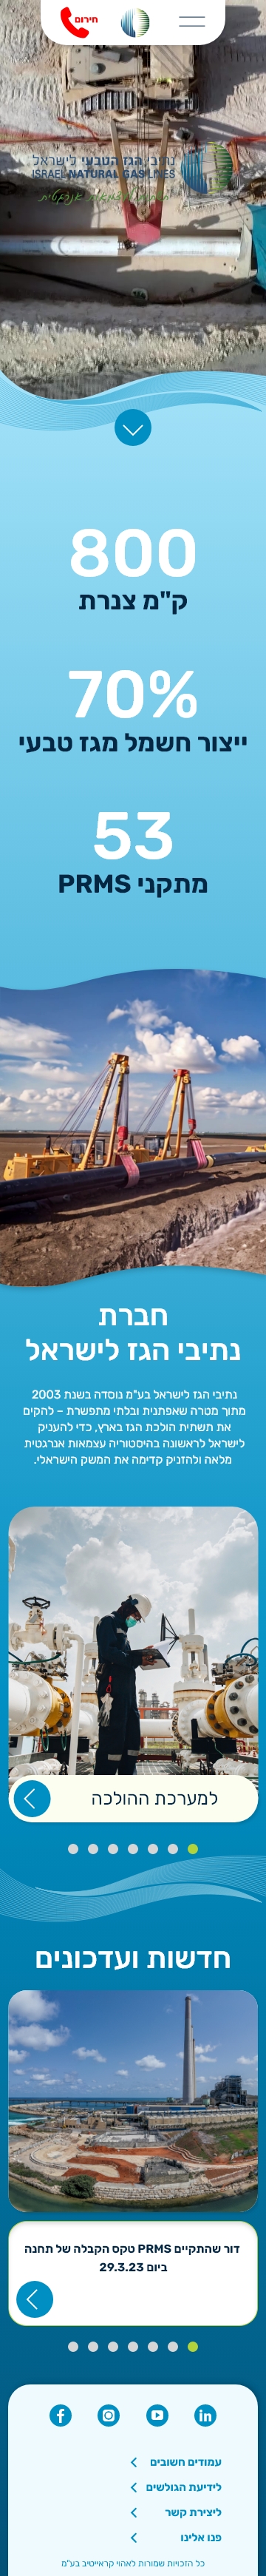 חירום
נתיבי הגז הטבעי לישראל
ISRAEL NATURAL GAS LINES
אנרגטית
800
ק"מ צנרת
70%
ייצור חשמל מגז טבעי
53
מתקני PRMS
חברת
נתיבי הגז לישראל
נתיבי הגז לישראל בע"מ נוסדה בשנת 2003
מתוך מטרה שאפתנית ובלתי מתפשרת – להקים
את תשתית הולכת הגז בארץ, כדי להעניק
לישראל לראשונה בהיסטוריה עצמאות אנרגטית
מלאה ולהזניק קדימה את המשק הישראלי.
למערכת ההולכה
חדשות ועדכונים
דור שהתקיים PRMS טקס הקבלה של תחנה
ביום 29.3.23
עמודים חשובים
לידיעת הגולשים
ליצירת קשר
פנו אלינו
כל הזכויות שמורות לאהוי קראייטיב בע"מ